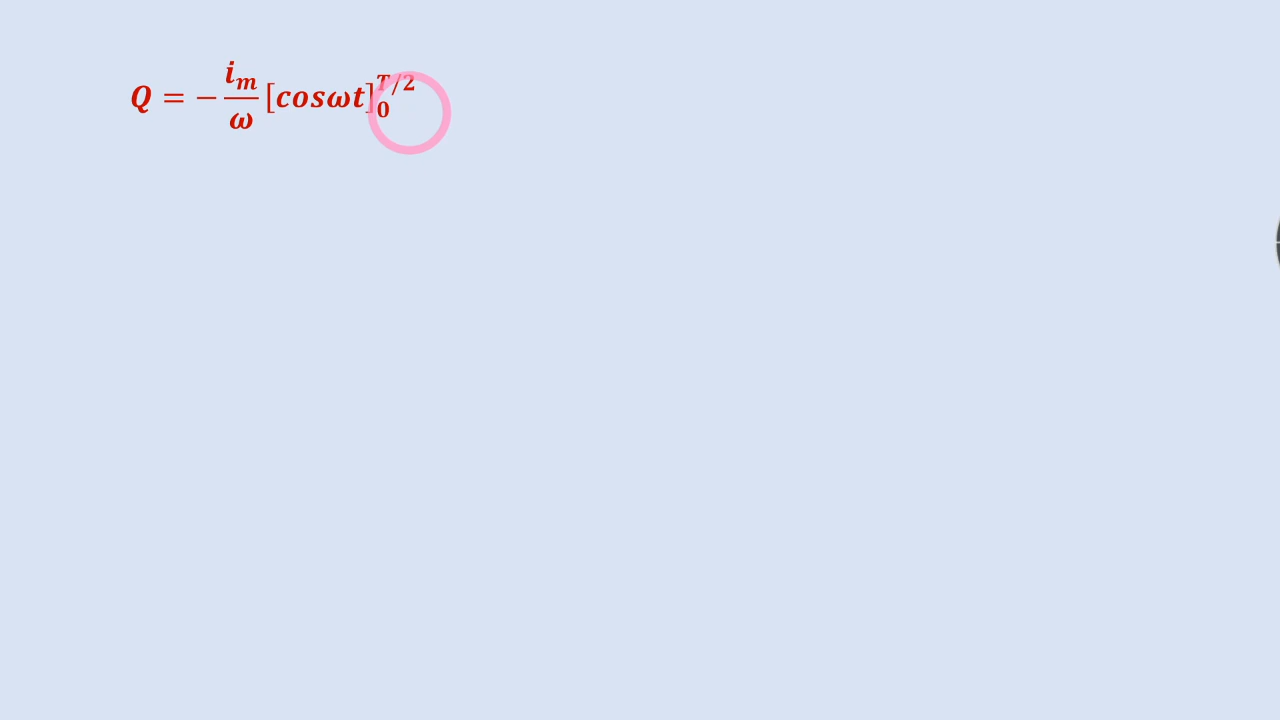 Q = − i_m/ω [cosωt]_0^{T/2}